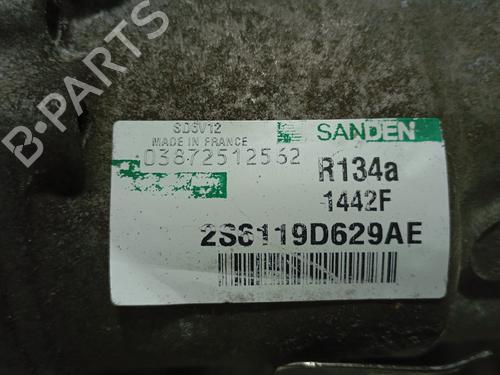 SD6V12
MADE IN FRANCE
SANDEN
03872512562
R134a
1442F
2S6119D629AE
B-PARTS